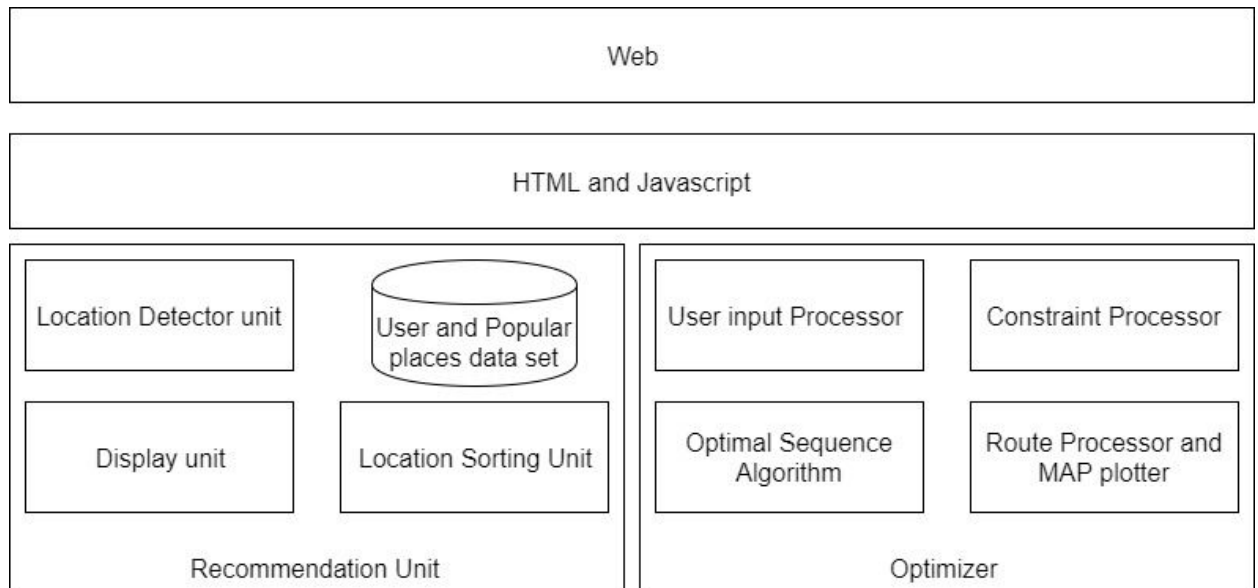 Web
HTML and Javascript
Location Detector unit
User and Popular
places data set
Display unit
Location Sorting Unit
Recommendation Unit
User input Processor
Constraint Processor
Optimal Sequence
Algorithm
Route Processor and
MAP plotter
Optimizer